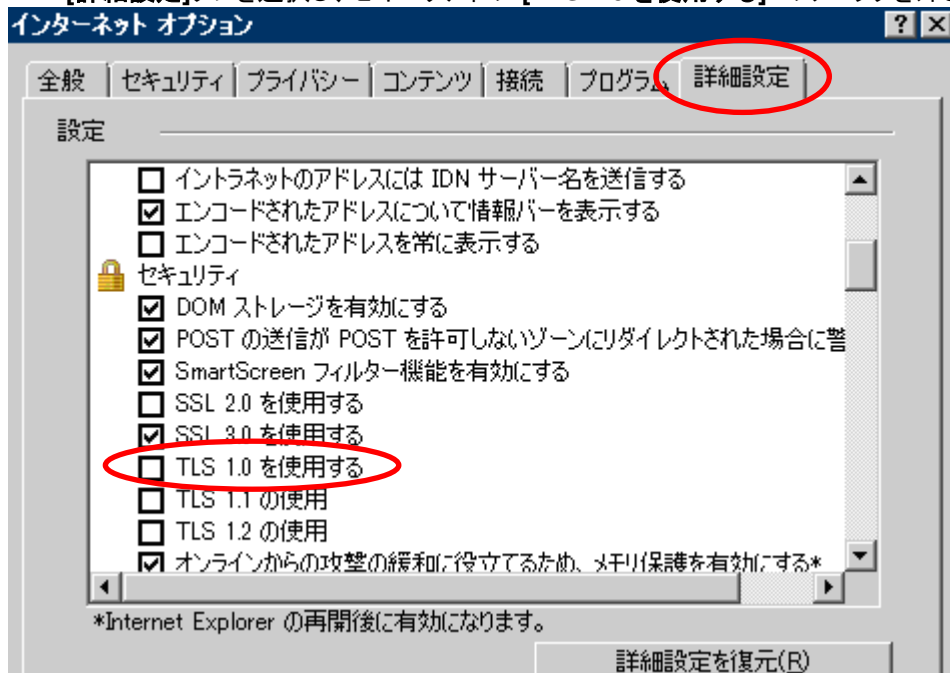 インターネット オプション
全般 セキュリティ プライバシー コンテンツ 接続 プログラム 詳細設定
設定
イントラネットのアドレスには IDN サーバー名を送信する
エンコードされたアドレスについて情報バーを表示する
エンコードされたアドレスを常に表示する
セキュリティ
DOM ストレージを有効にする
POST の送信が POST を許可しないゾーンにリダイレクトされた場合に警
SmartScreen フィルター機能を有効にする
SSL 2.0 を使用する
SSL 3.0 を使用する
TLS 1.0 を使用する
TLS 1.1 の使用
TLS 1.2 の使用
オンラインからの攻撃の緩和に役立てるため、メモリ保護を有効にする*
*Internet Explorer の再開後に有効になります。
詳細設定を復元(R)